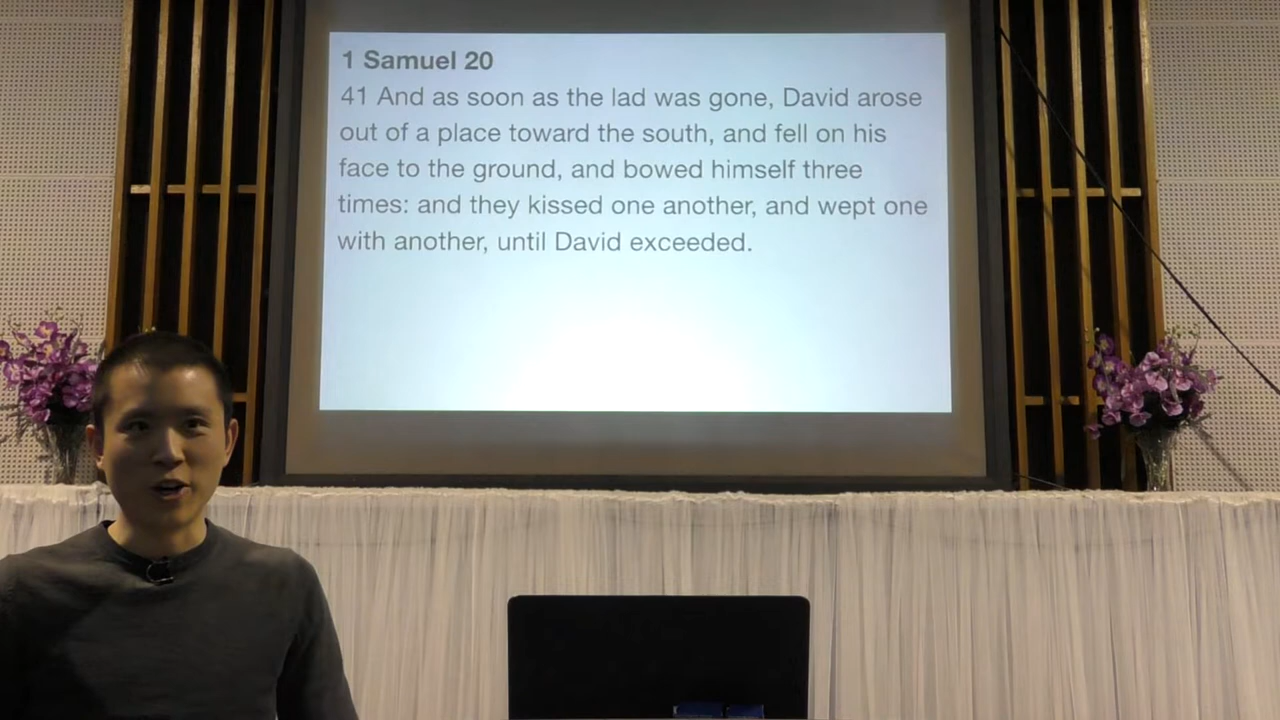 1 Samuel 20
41 And as soon as the lad was gone, David arose
out of a place toward the south, and fell on his
face to the ground, and bowed himself three
times: and they kissed one another, and wept one
with another, until David exceeded.